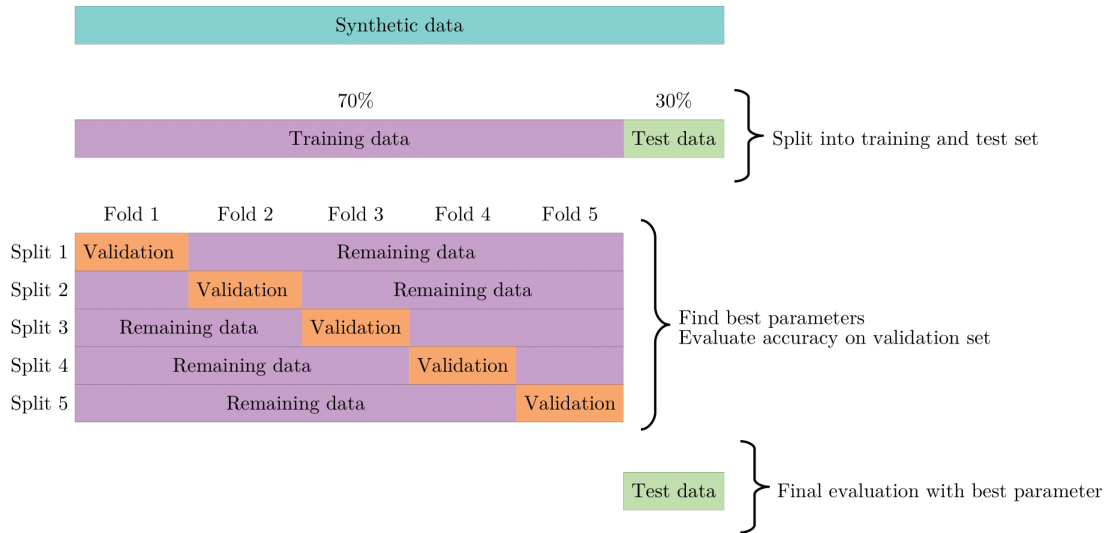 Synthetic data
70% 30%
Training data Test data
Split into training and test set
Fold 1 Fold 2 Fold 3 Fold 4 Fold 5
Split 1 Validation Remaining data
Split 2 Validation Remaining data
Split 3 Remaining data Validation
Split 4 Remaining data Validation
Split 5 Remaining data Validation
Find best parameters
Evaluate accuracy on validation set
Test data
Final evaluation with best parameter